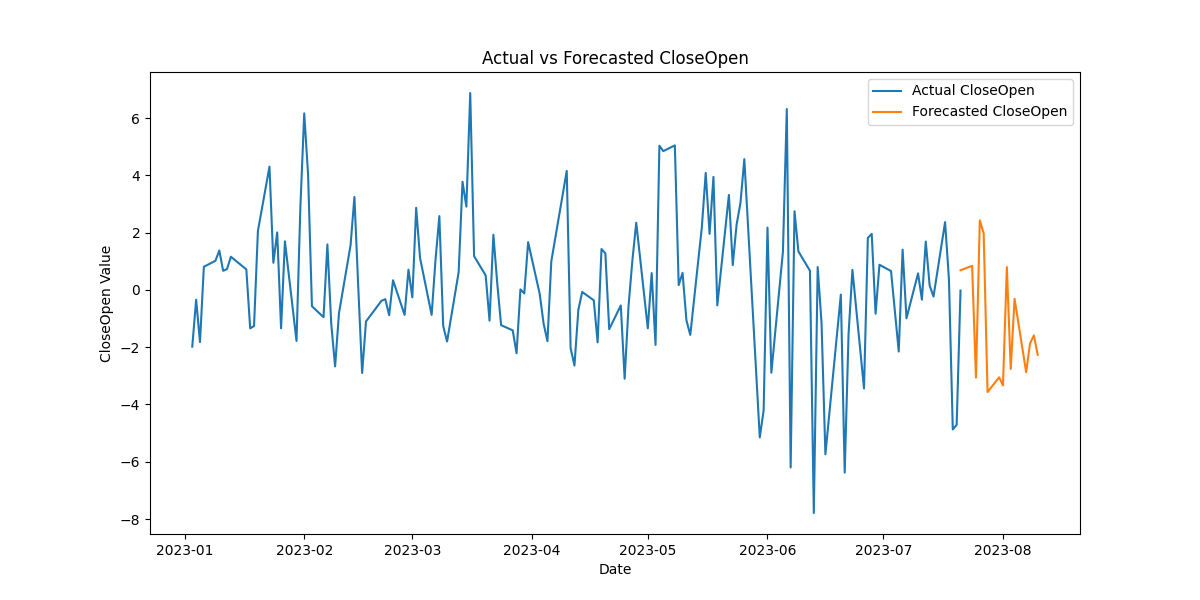 Actual vs Forecasted CloseOpen
Actual CloseOpen
Forecasted CloseOpen
CloseOpen Value
6
4
2
0
−2
−4
−6
−8
2023-01 2023-02 2023-03 2023-04 2023-05 2023-06 2023-07 2023-08
Date